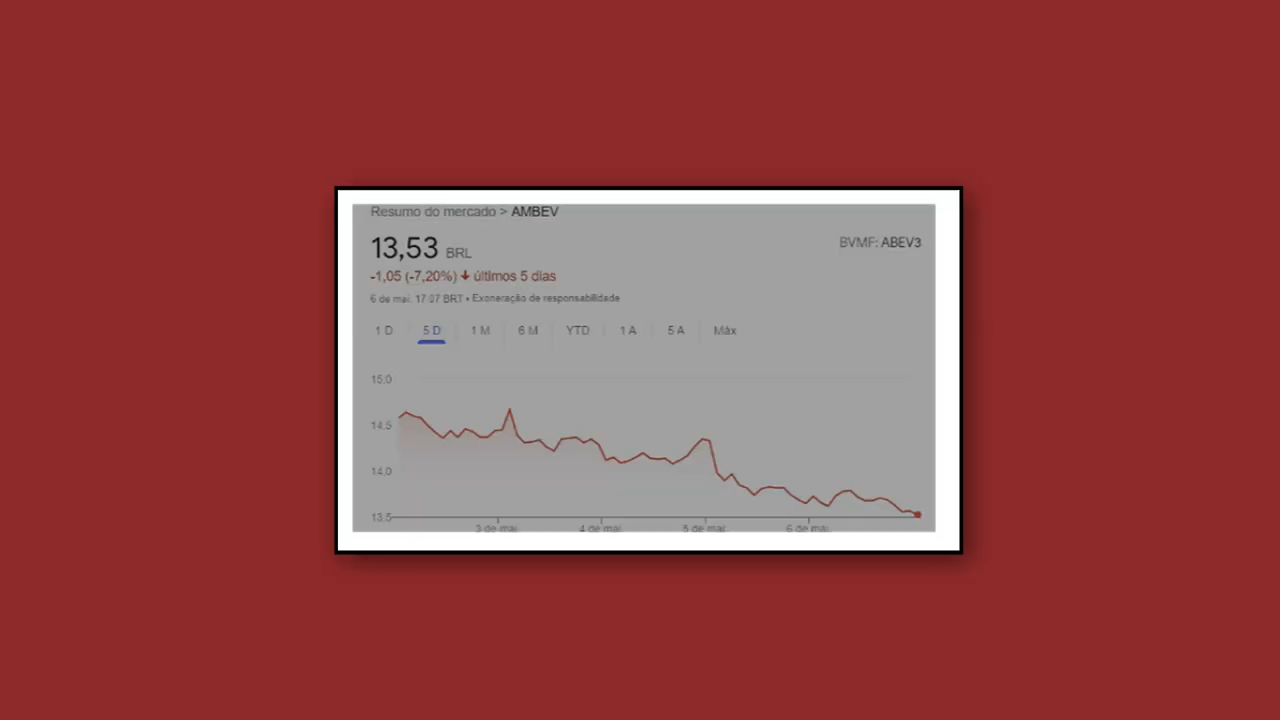 Resumo do mercado > AMBEV
13,53 BRL
BVMF: ABEV3
-1,05 (-7,20%) ↓ últimos 5 dias
6 de mai. 17:07 BRT • Exoneração de responsabilidade
1 D 5 D 1 M 6 M YTD 1 A 5 A Máx
15,0
14,5
14,0
13,5
3 de mai. 4 de mai. 5 de mai. 6 de mai.